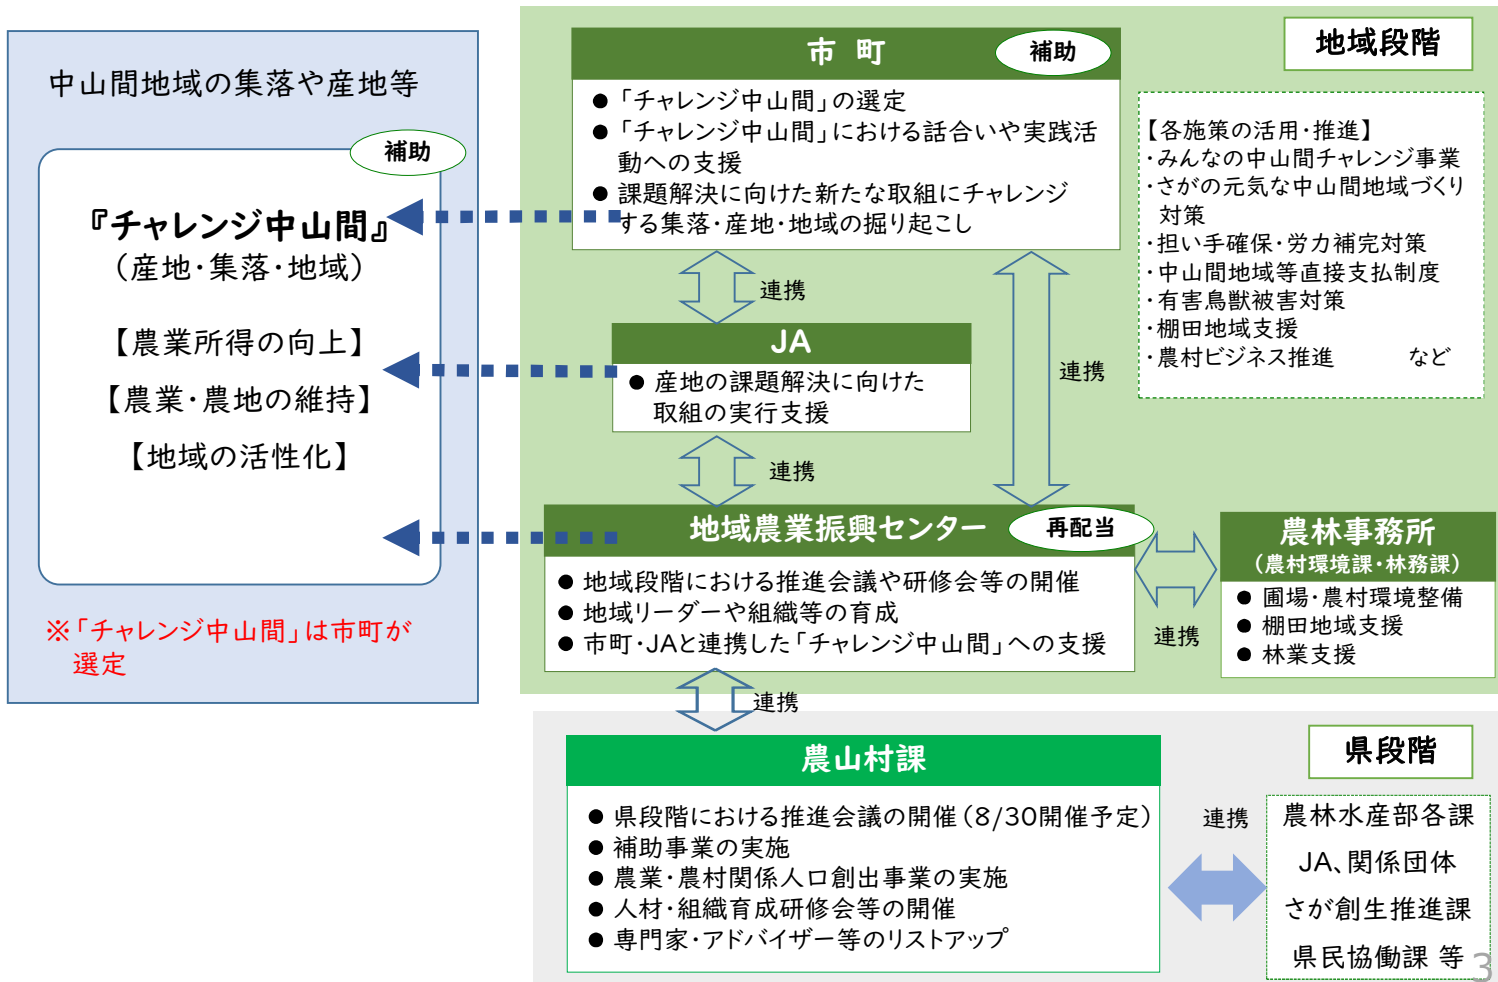 中山間地域の集落や産地等
補助
『チャレンジ中山間』
（産地･集落･地域）
【農業所得の向上】
【農業･農地の維持】
【地域の活性化】
※「チャレンジ中山間」は市町が
選定
地域段階
市 町
補助
● 「チャレンジ中山間」の選定
● 「チャレンジ中山間」における話合いや実践活
動への支援
● 課題解決に向けた新たな取組にチャレンジ
する集落･産地･地域の掘り起こし
【各施策の活用･推進】
･みんなの中山間チャレンジ事業
･さがの元気な中山間地域づくり
対策
･担い手確保･労力補完対策
･中山間地域等直接支払制度
･有害鳥獣被害対策
･棚田地域支援
･農村ビジネス推進 など
連携
JA
● 産地の課題解決に向けた
取組の実行支援
連携
連携
地域農業振興センター
再配当
● 地域段階における推進会議や研修会等の開催
● 地域リーダーや組織等の育成
● 市町･JAと連携した「チャレンジ中山間」への支援
連携
農林事務所
（農村環境課･林務課）
● 圃場･農村環境整備
● 棚田地域支援
● 林業支援
連携
県段階
農山村課
● 県段階における推進会議の開催（8/30開催予定）
● 補助事業の実施
● 農業･農村関係人口創出事業の実施
● 人材･組織育成研修会等の開催
● 専門家･アドバイザー等のリストアップ
連携
農林水産部各課
JA、関係団体
さが創生推進課
県民協働課 等
3